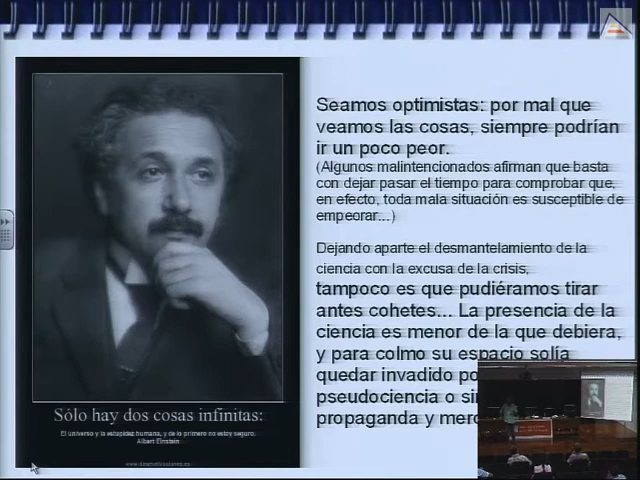 Seamos optimistas: por mal que
veamos las cosas, siempre podrían
ir un poco peor.
(Algunos malintencionados afirman que basta
con dejar pasar el tiempo para comprobar que,
en efecto, toda mala situación es susceptible de
empeorar...)
Dejando aparte el desmantelamiento de la
ciencia con la excusa de la crisis,
tampoco es que pudiéramos tirar
antes cohetes... La presencia de la
ciencia es menor de la que debiera,
y para colmo su espacio solía
quedar invadido
pseudociencia o
propaganda y
Sólo hay dos cosas infinitas:
El universo y la estupidez humana, y de lo primero no estoy seguro.
Albert Einstein